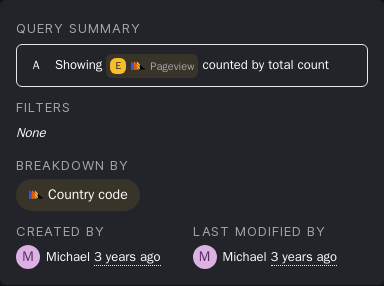 QUERY SUMMARY
A Showing E Pageview counted by total count
FILTERS
None
BREAKDOWN BY
Country code
CREATED BY LAST MODIFIED BY
M Michael 3 years ago M Michael 3 years ago